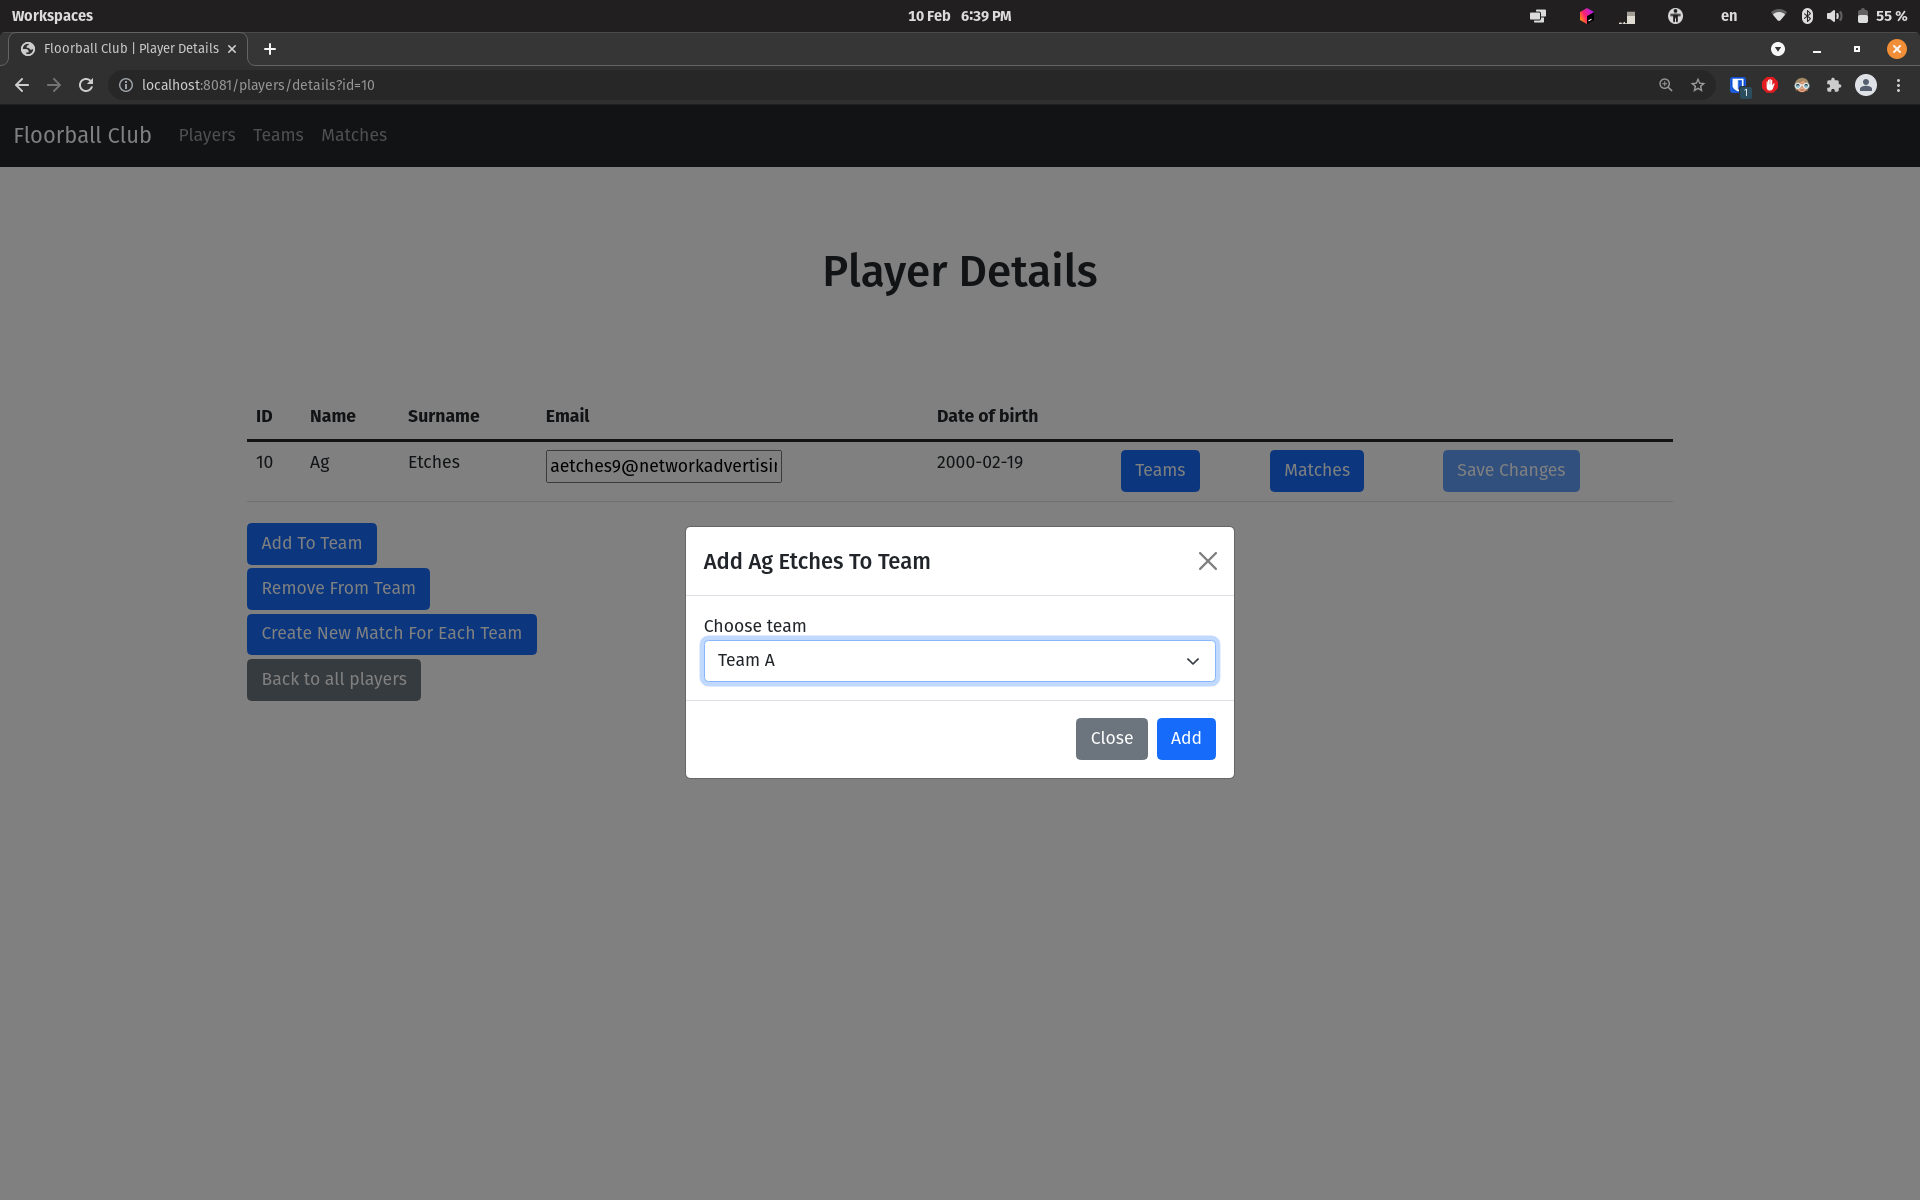 Workspaces 10 Feb 6:39 PM en 55 %
Floorball Club | Player Details
localhost:8081/players/details?id=10 1
Floorball Club Players Teams Matches
Player Details
ID Name Surname Email Date of birth
10 Ag Etches aetches9@networkadvertisin 2000-02-19 Teams Matches Save Changes
Add To Team
Remove From Team
Create New Match For Each Team
Back to all players
Add Ag Etches To Team
Choose team
Team A
Close Add